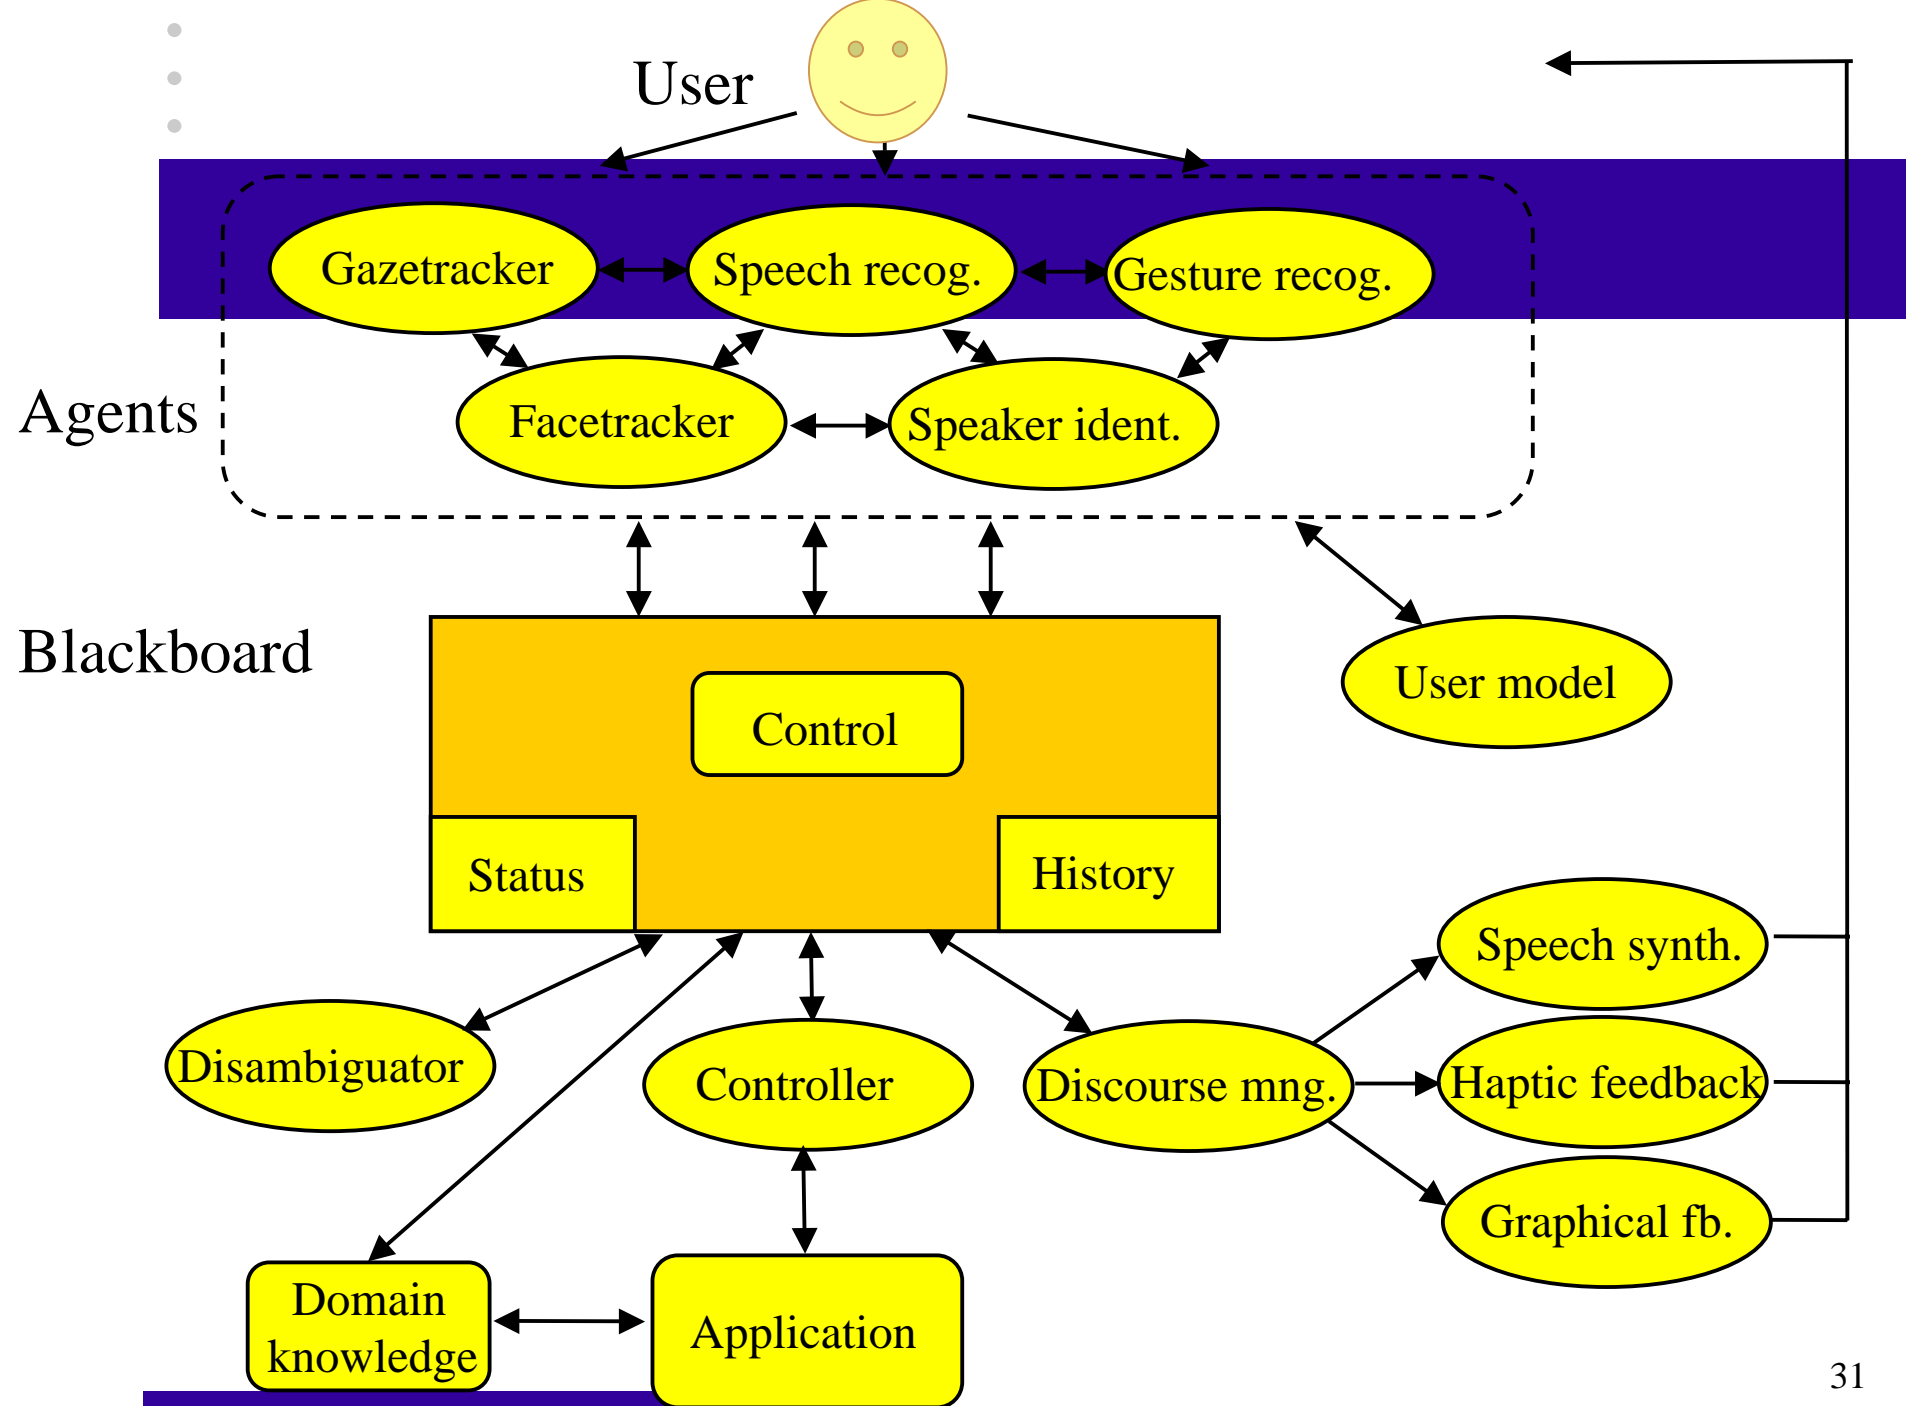 User
Gazetracker
Speech recog.
Gesture recog.
Agents
Facetracker
Speaker ident.
Blackboard
User model
Control
Status
History
Speech synth.
Disambiguator
Controller
Discourse mng.
Haptic feedback
Graphical fb.
Domain
knowledge
Application
31